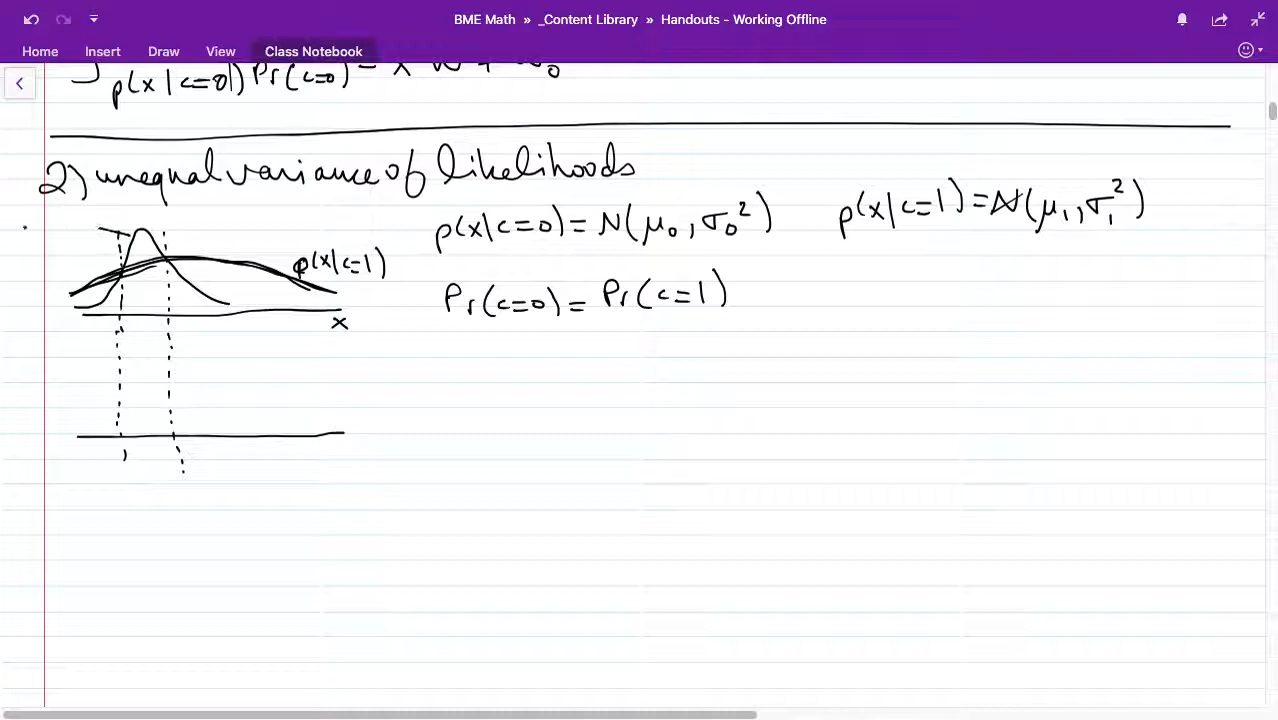 BME Math » _Content Library » Handouts - Working Offline
Home Insert Draw View Class Notebook
p(x|c=0) Pr(c=0)
2) unequal variance of likelihoods
p(x|c=0) = N(μ₀, σ₀²) p(x|c=1) = N(μ₁, σ₁²)
p(x|c=1)
Pr(c=0) = Pr(c=1)
x